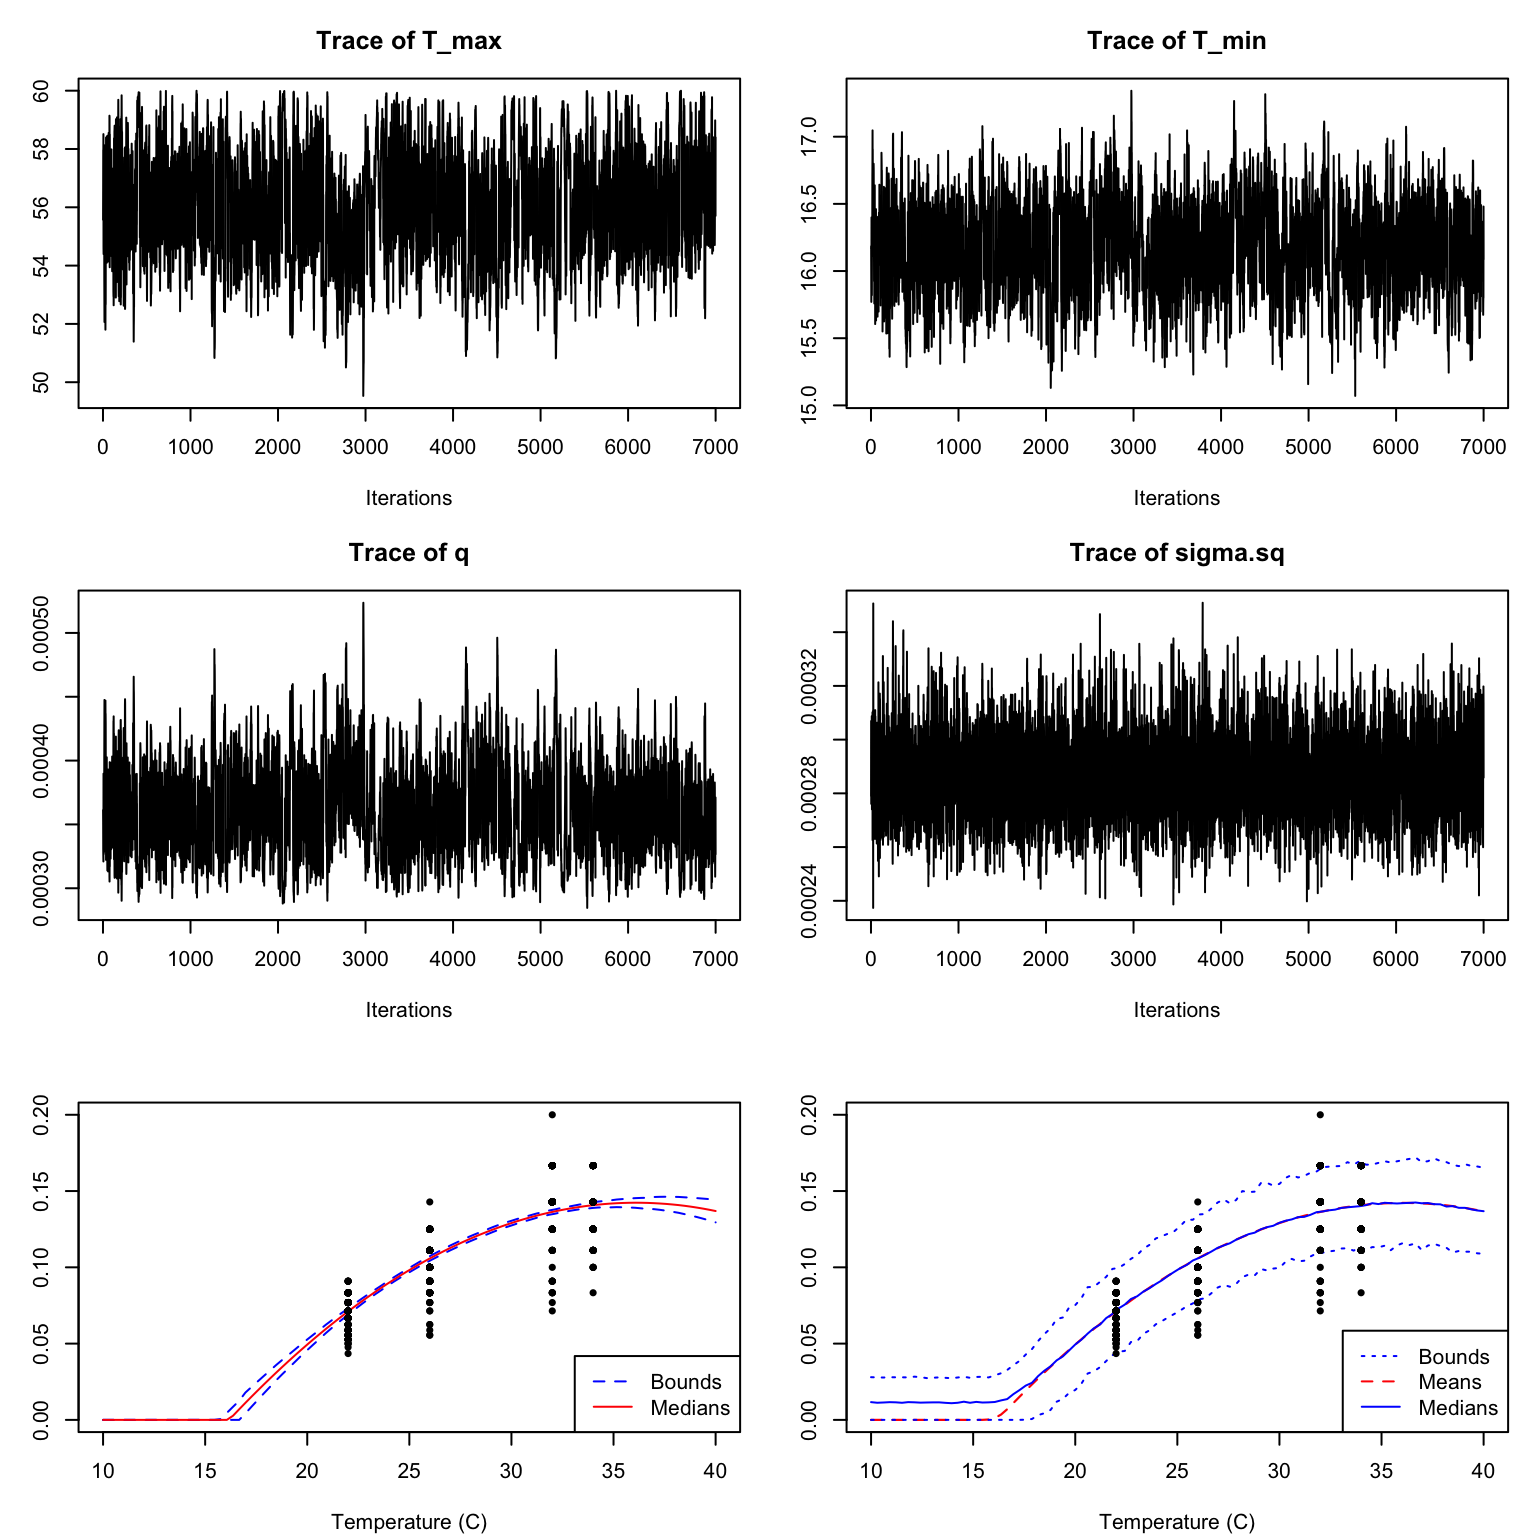 Trace of T_max
60
58
56
54
52
50
0 1000 2000 3000 4000 5000 6000 7000
Iterations
Trace of T_min
17.0
16.5
16.0
15.5
15.0
0 1000 2000 3000 4000 5000 6000 7000
Iterations
Trace of q
0.00050
0.00040
0.00030
0 1000 2000 3000 4000 5000 6000 7000
Iterations
Trace of sigma.sq
0.00032
0.00028
0.00024
0 1000 2000 3000 4000 5000 6000 7000
Iterations
0.20
0.15
0.10
0.05
0.00
Bounds
Medians
10 15 20 25 30 35 40
Temperature (C)
0.20
0.15
0.10
0.05
0.00
Bounds
Means
Medians
10 15 20 25 30 35 40
Temperature (C)